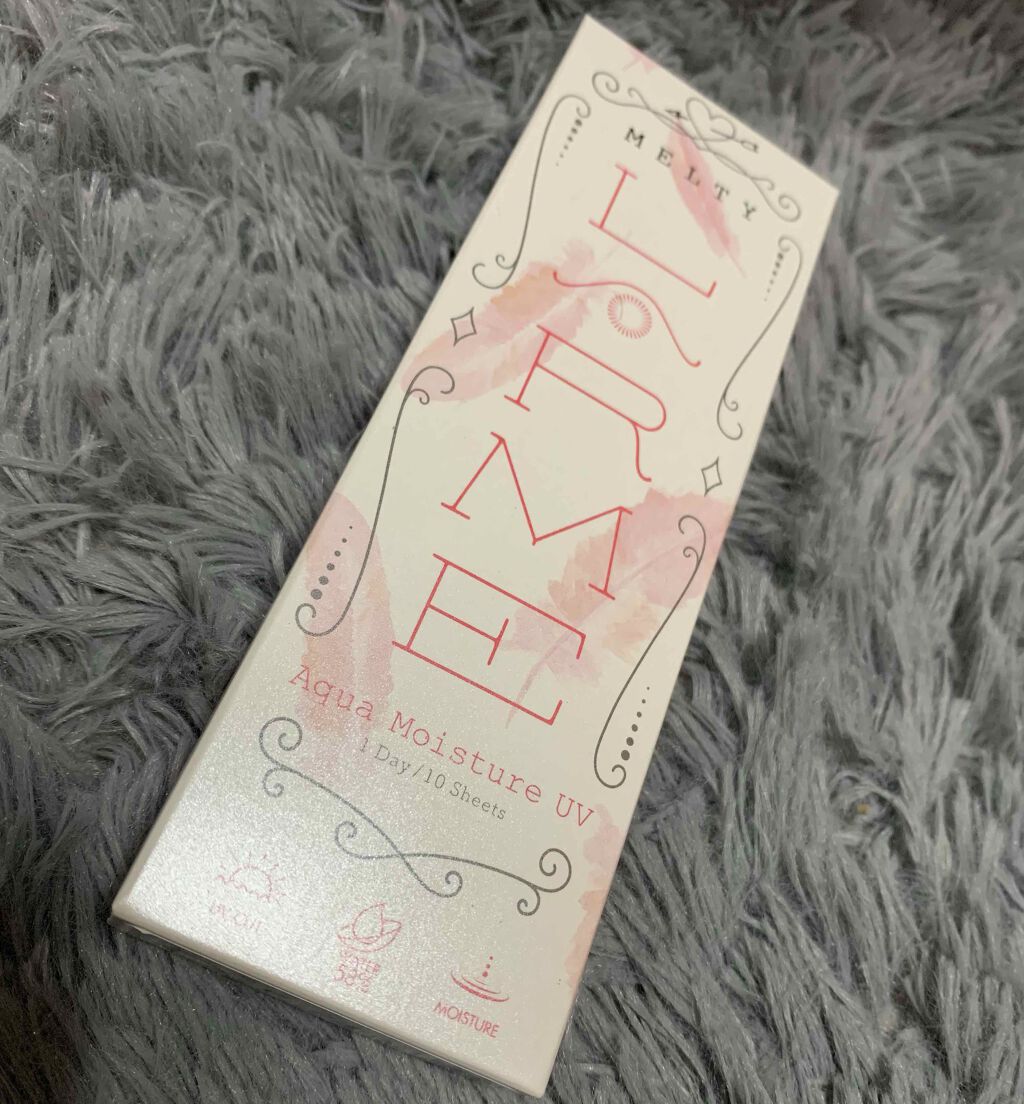 MELTY
LARME
Aqua Moisture UV
1 Day/10 Sheets
UV CUT
MOISTURE